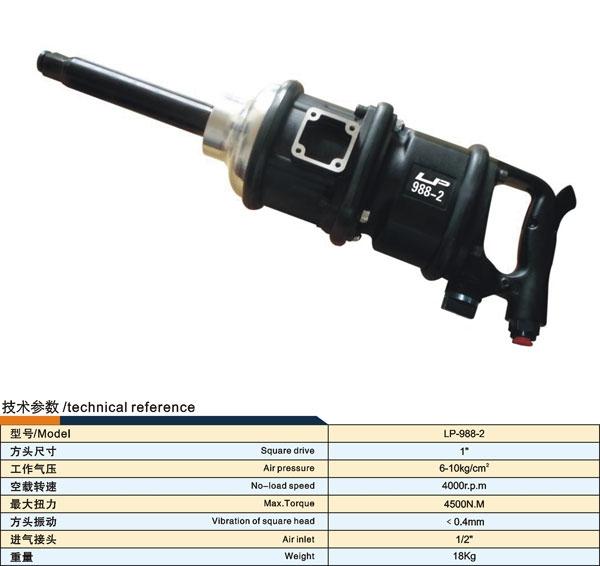 LP
988-2
技术参数/technical reference
型号/Model LP-988-2
方头尺寸 Square drive 1"
工作气压 Air pressure 6-10kg/cm²
空载转速 No-load speed 4000r.p.m
最大扭力 Max.Torque 4500N.M
方头振动 Vibration of square head <0.4mm
进气接头 Air inlet 1/2"
重量 Weight 18Kg